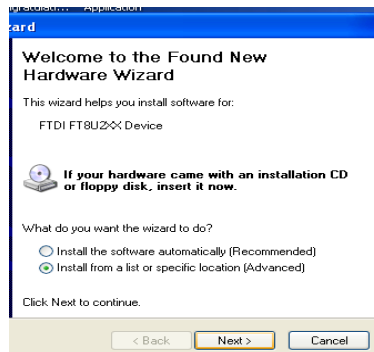 Application
Welcome to the Found New
Hardware Wizard
This wizard helps you install software for:
FTDI FT8U2XX Device
If your hardware came with an installation CD
or floppy disk, insert it now.
What do you want the wizard to do?
Install the software automatically (Recommended)
Install from a list or specific location (Advanced)
Click Next to continue.
< Back Next > Cancel